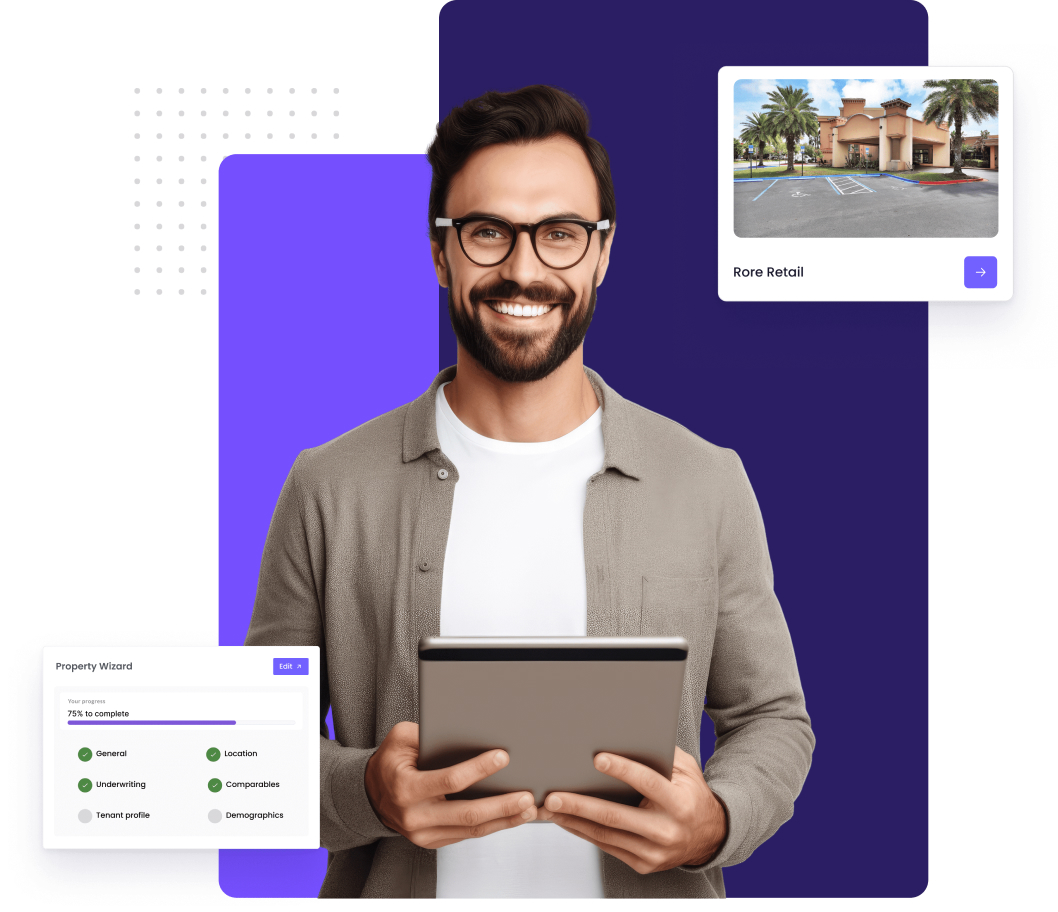 Rore Retail
Property Wizard
Edit
Your progress
75% to complete
General
Location
Underwriting
Comparables
Tenant profile
Demographics